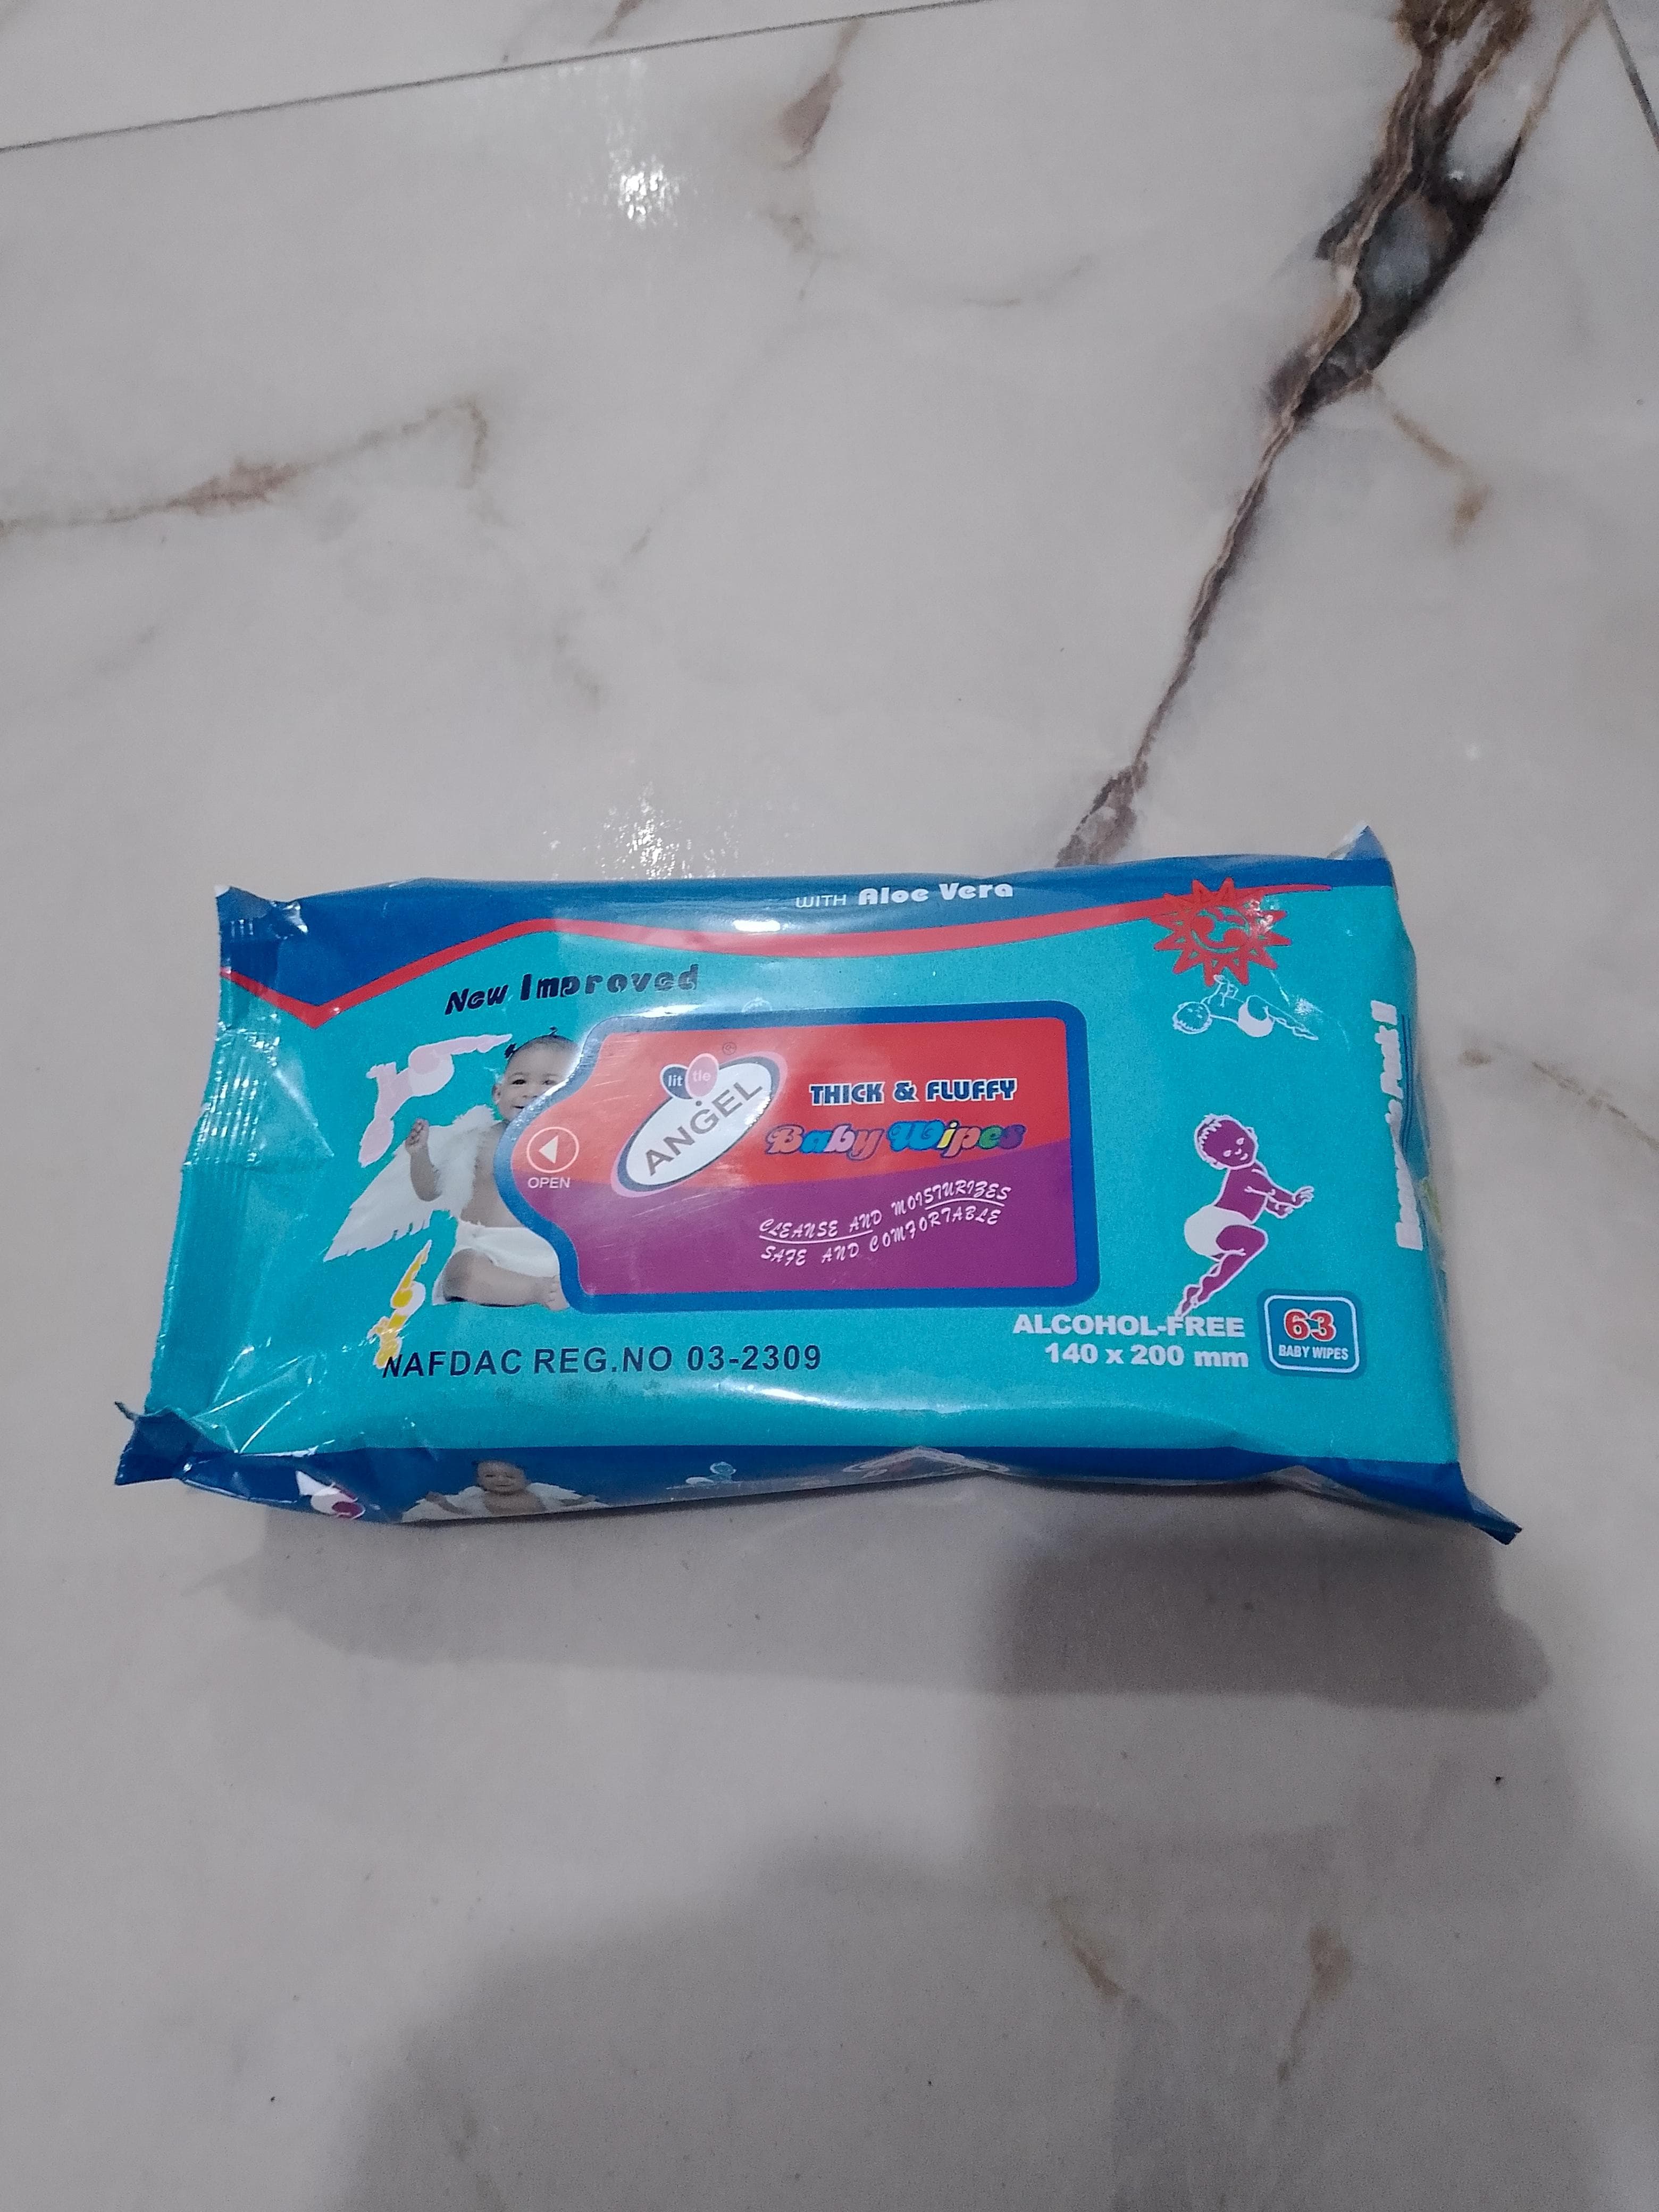 WITH Aloe Vera
New Improved
little
ANGEL
®
THICK & FLUFFY
Baby Wipes
OPEN
CLEANSE AND MOISTURIZES
SAFE AND COMFORTABLE
ALCOHOL-FREE
140 x 200 mm
63
BABY WIPES
NAFDAC REG.NO 03-2309
Pack!